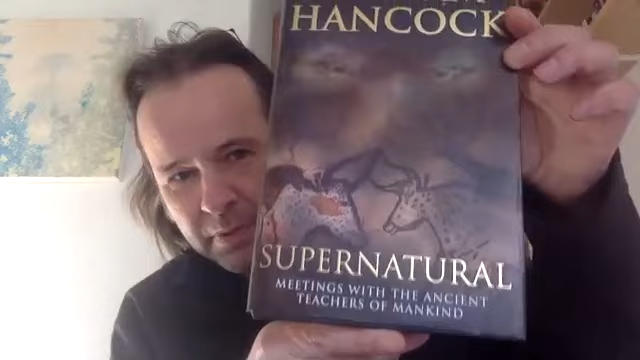 HANCOCK
SUPERNATURAL
MEETINGS WITH THE ANCIENT
TEACHERS OF MANKIND